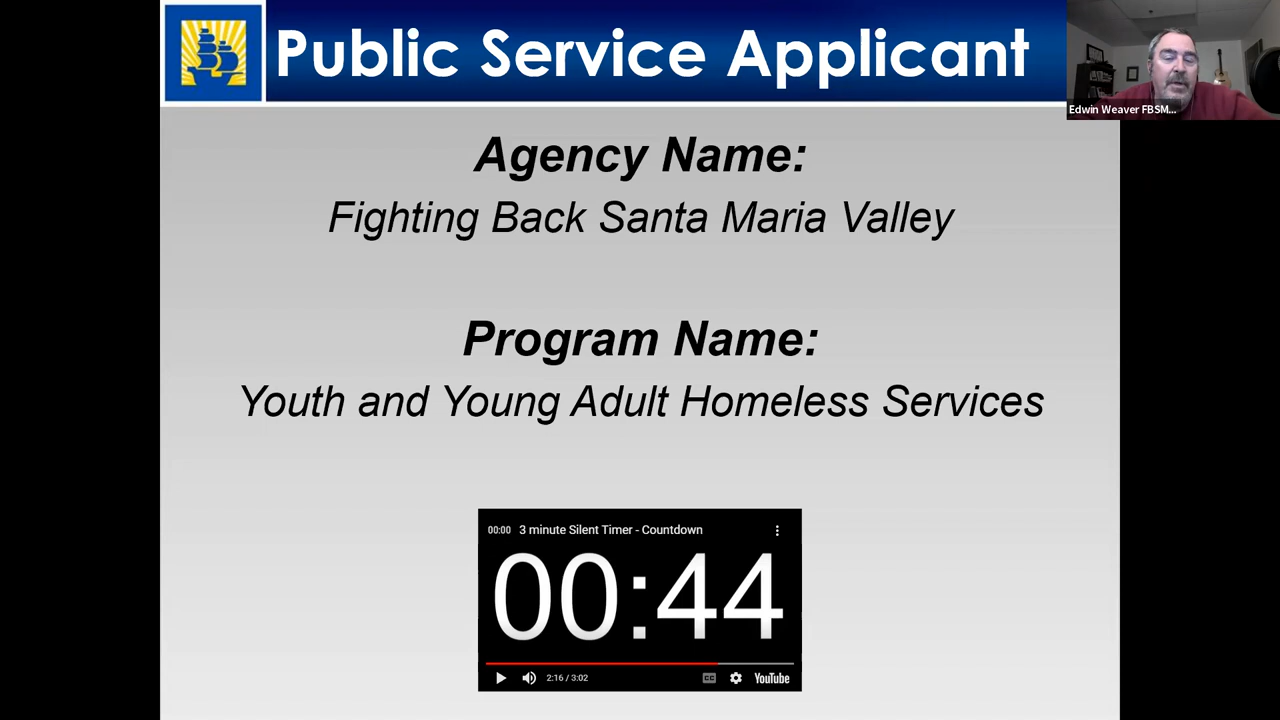 Public Service Applicant
Edwin Weaver FBSM...
Agency Name:
Fighting Back Santa Maria Valley
Program Name:
Youth and Young Adult Homeless Services
00:00 3 minute Silent Timer - Countdown
00:44
2:16 / 3:02
CC
YouTube